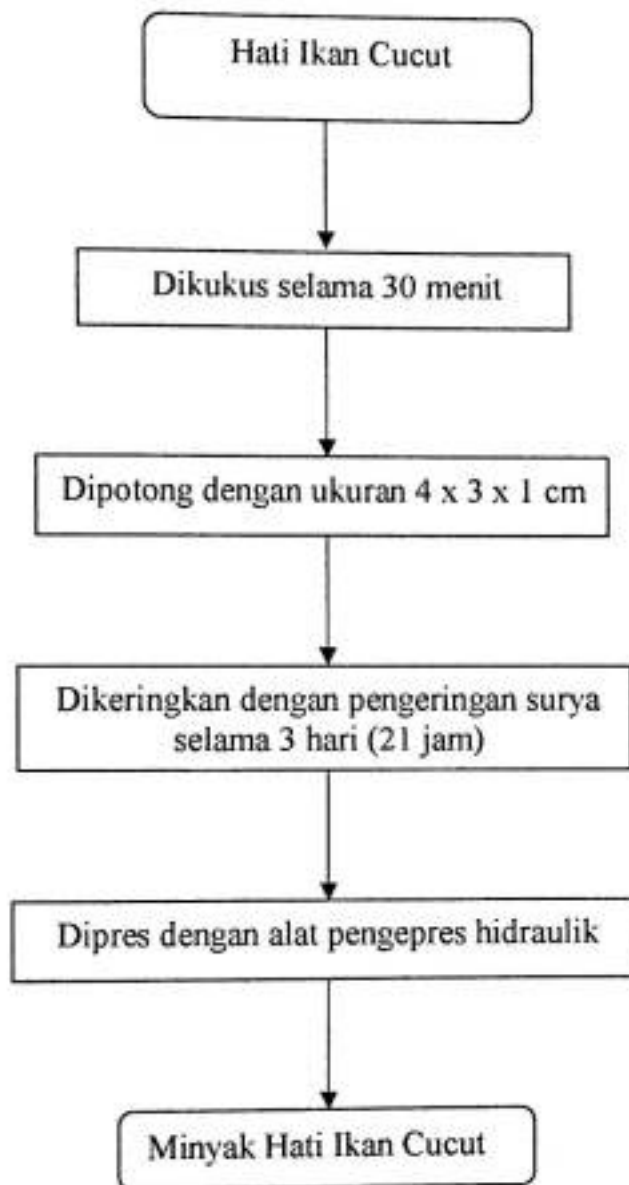 Hati Ikan Cucut
Dikukus selama 30 menit
Dipotong dengan ukuran 4 x 3 x 1 cm
Dikeringkan dengan pengeringan surya
selama 3 hari (21 jam)
Dipres dengan alat pengepres hidraulik
Minyak Hati Ikan Cucut